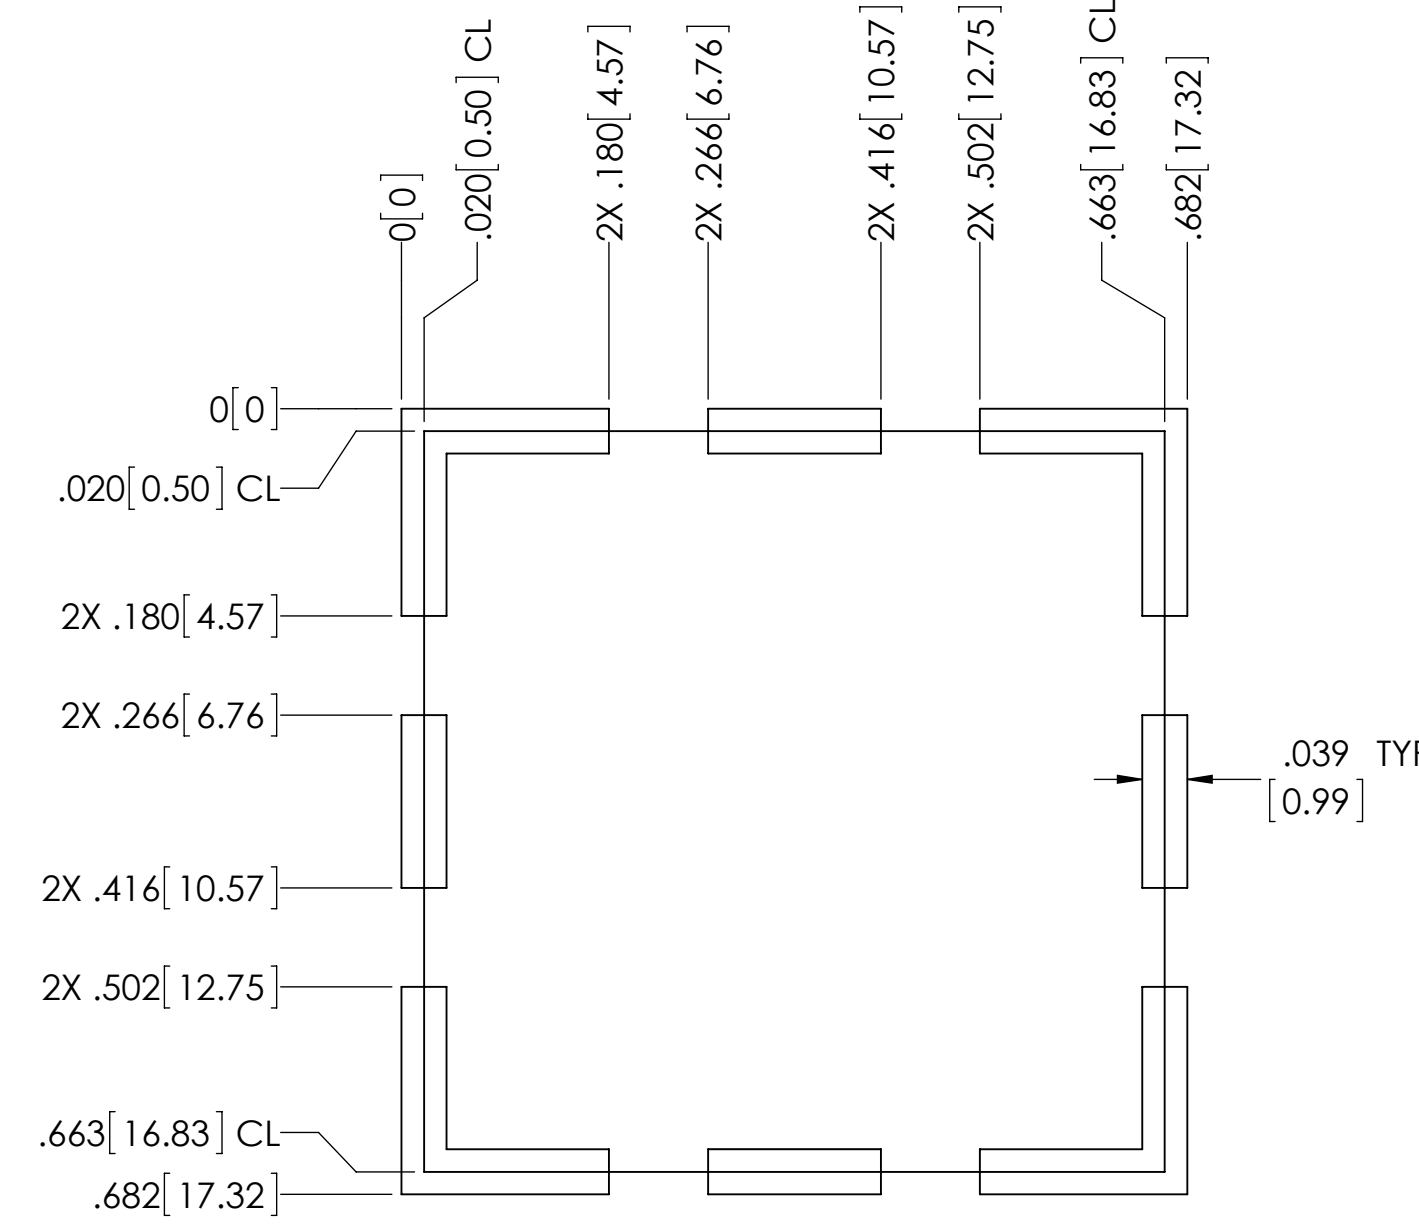 0[0]
.020[0.50] CL
2X .180[4.57]
2X .266[6.76]
2X .416[10.57]
2X .502[12.75]
.663[16.83] CL
.682[17.32]
0[0]
.020[0.50] CL
2X .180[4.57]
2X .266[6.76]
.039
[0.99]
2X .416[10.57]
2X .502[12.75]
.663[16.83] CL
.682[17.32]